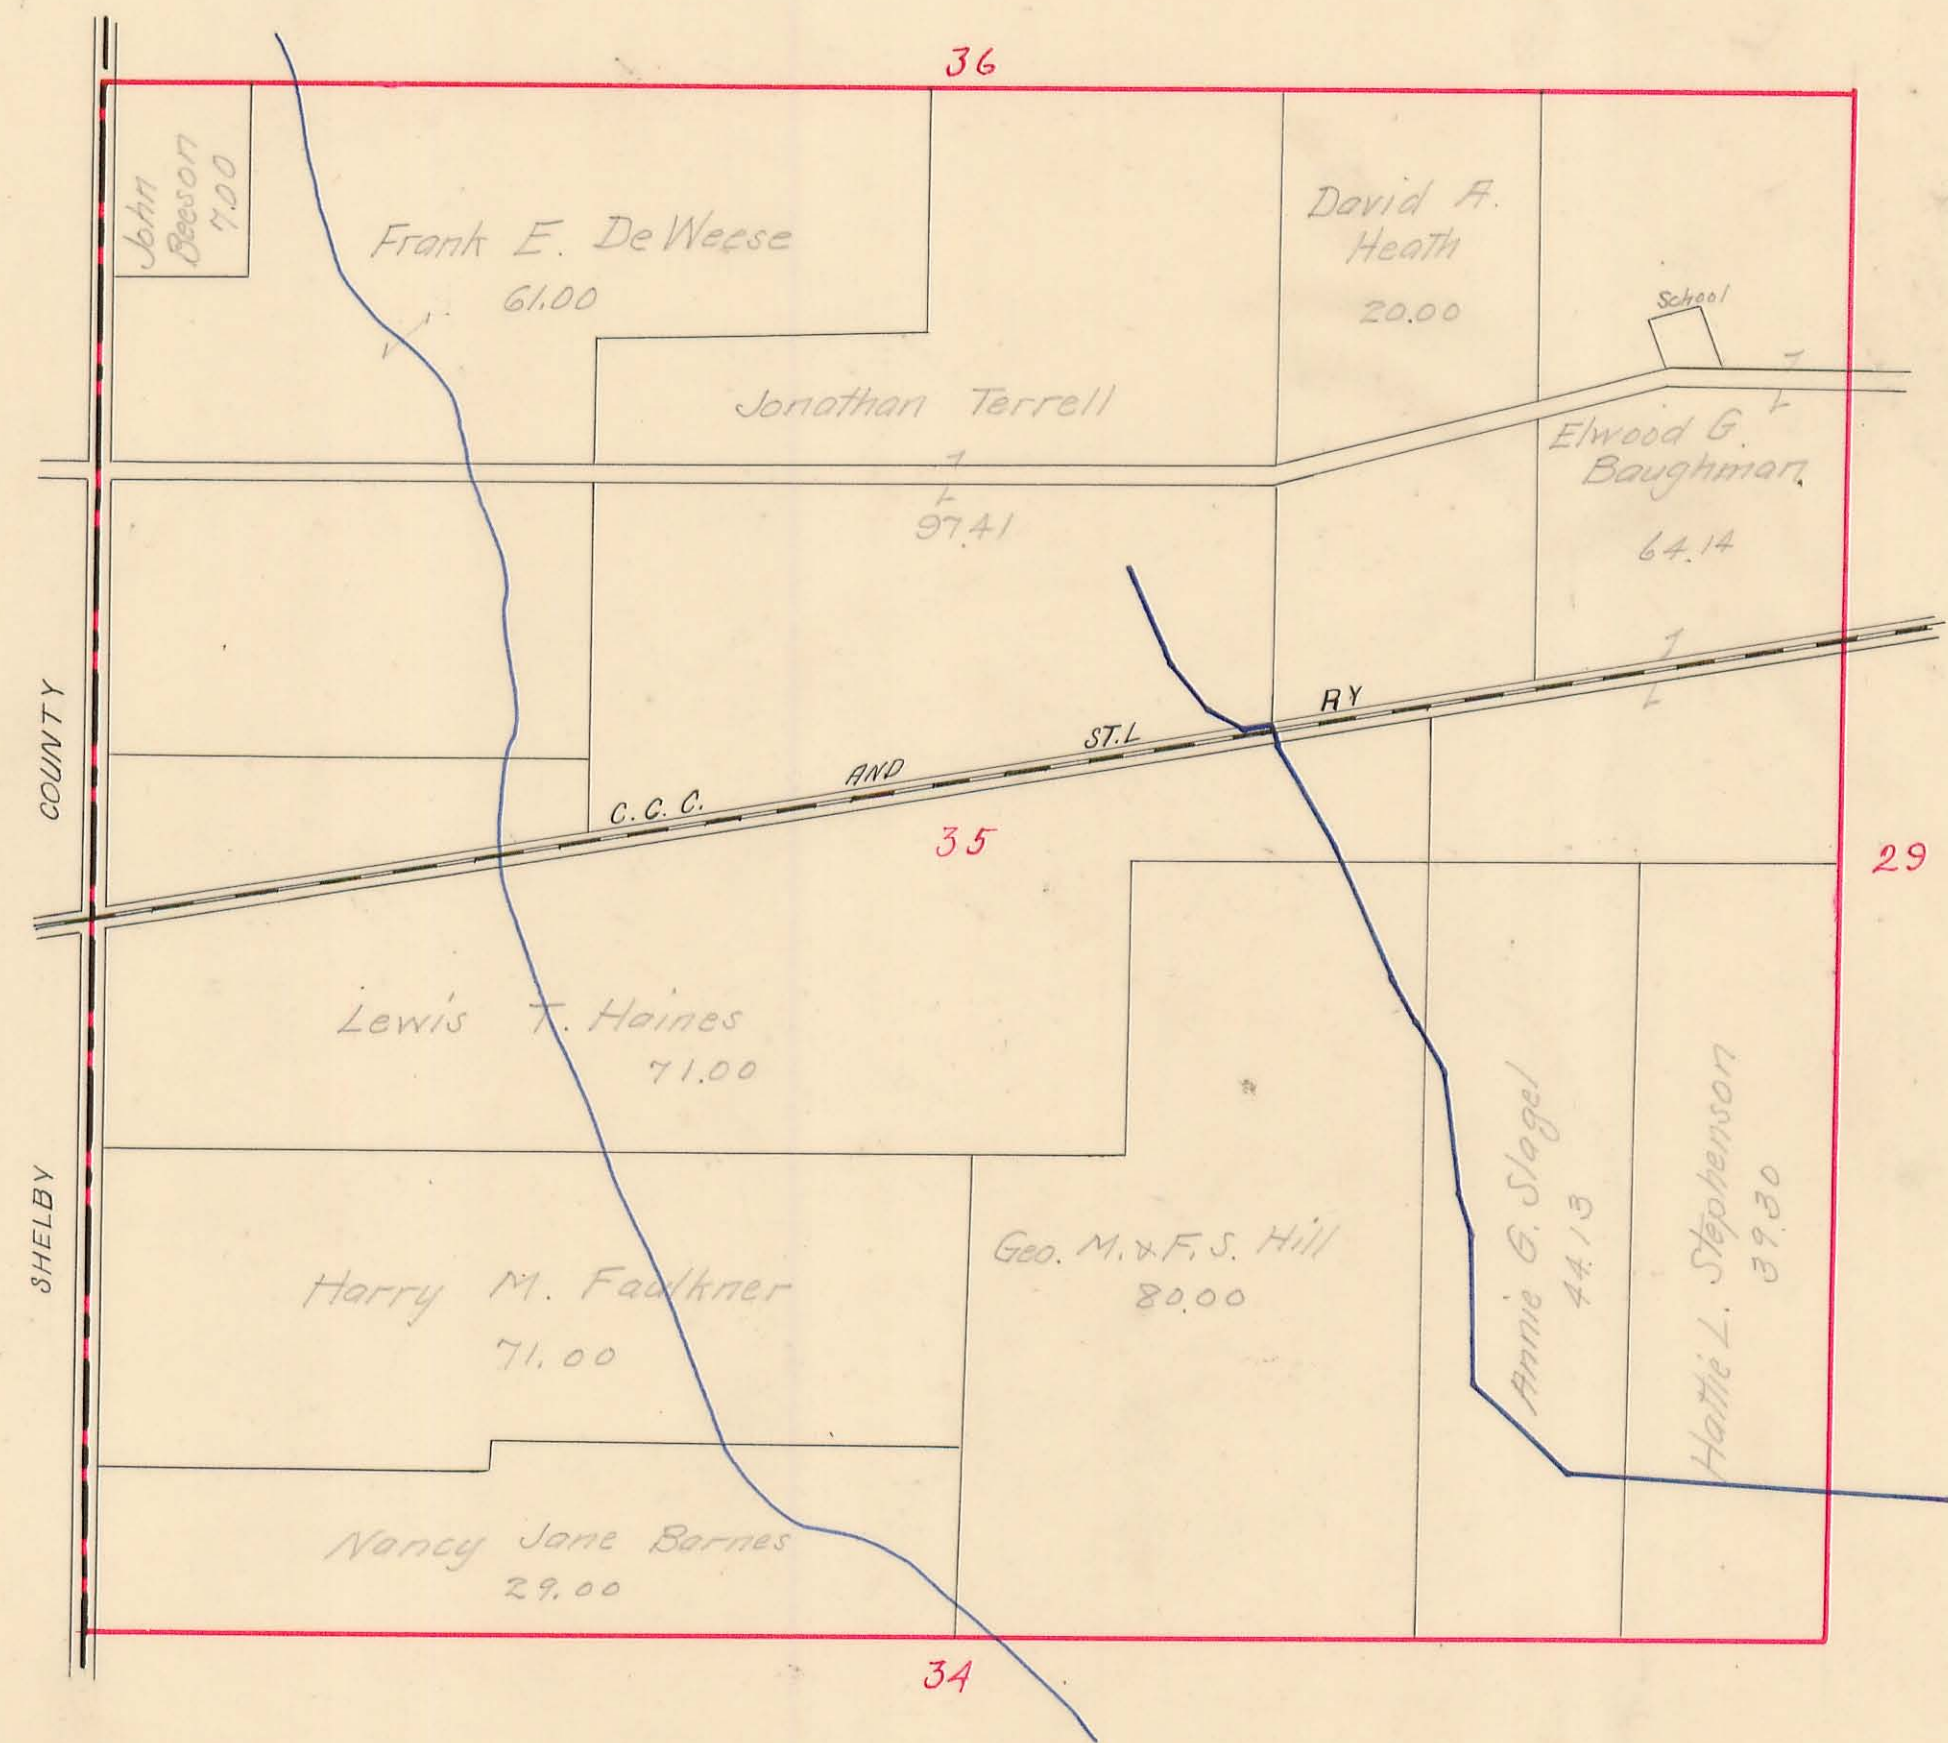 36
John
Beeson
7.00
Frank E. DeWeese
61.00
David A.
Heath
20.00
School
Jonathan Terrell
97.41
Elwood G.
Baughman
64.14
C. C. C. AND ST. L RY
35
29
COUNTY
SHELBY
Lewis T. Haines
71.00
Harry M. Faulkner
71.00
Geo. M. & F. S. Hill
80.00
Annie G. Slagel
44.13
Hattie L. Stephenson
39.30
Nancy Jane Barnes
29.00
34